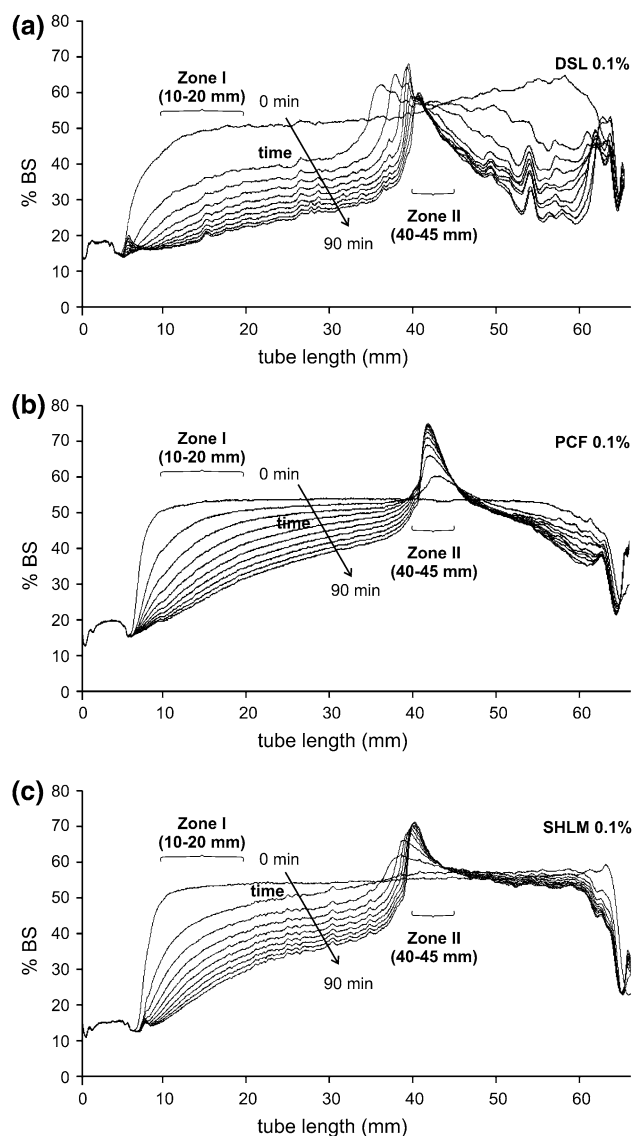 (a)
80
70
60
50
40
30
20
10
0
% BS
Zone I
(10-20 mm)
0 min
time
90 min
DSL 0.1%
Zone II
(40-45 mm)
0 10 20 30 40 50 60
tube length (mm)
(b)
80
70
60
50
40
30
20
10
0
% BS
Zone I
(10-20 mm)
0 min
time
90 min
PCF 0.1%
Zone II
(40-45 mm)
0 10 20 30 40 50 60
tube length (mm)
(c)
80
70
60
50
40
30
20
10
0
% BS
Zone I
(10-20 mm)
0 min
time
90 min
SHLM 0.1%
Zone II
(40-45 mm)
0 10 20 30 40 50 60
tube length (mm)